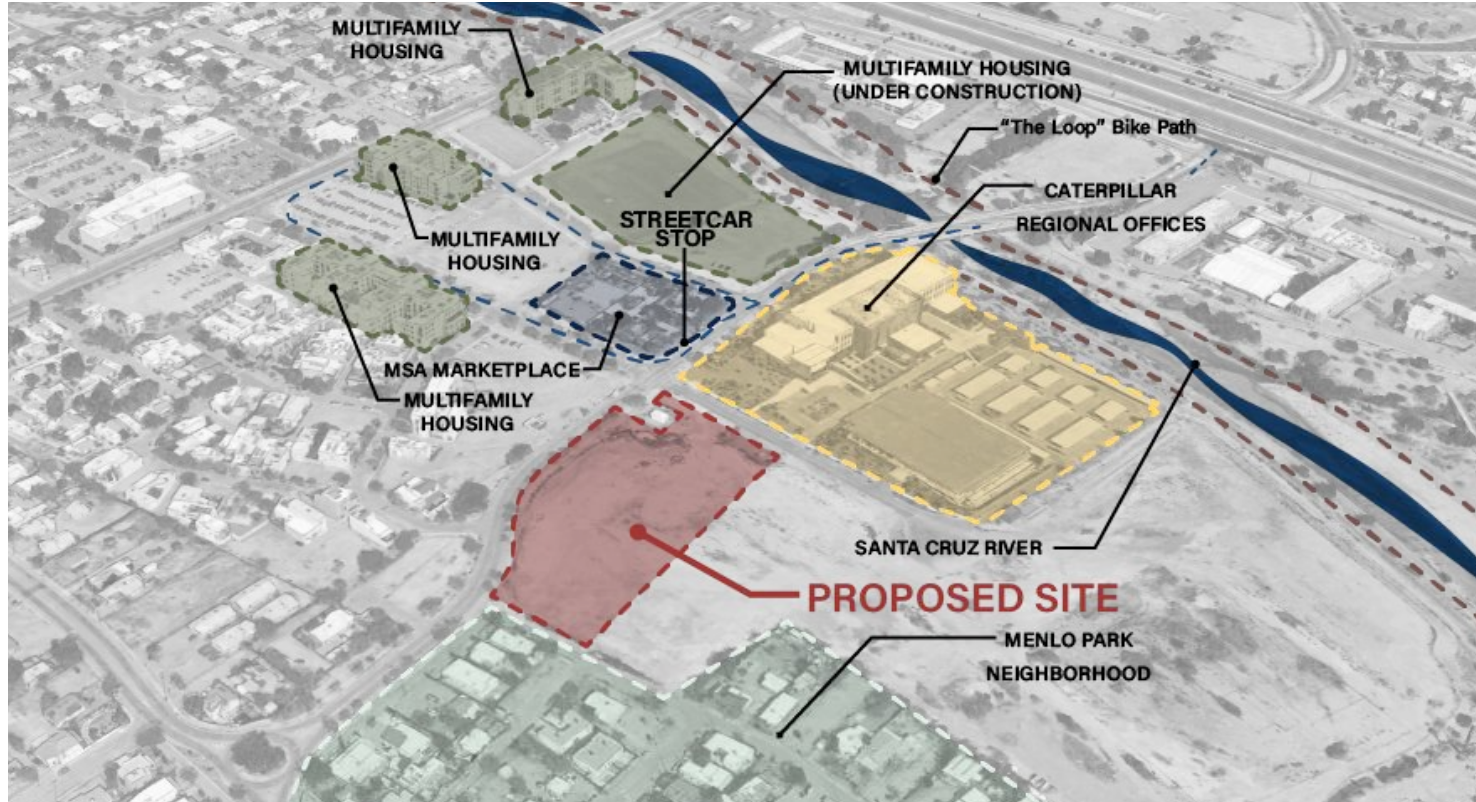 MULTIFAMILY
HOUSING
MULTIFAMILY HOUSING
(UNDER CONSTRUCTION)
“The Loop” Bike Path
CATERPILLAR
REGIONAL OFFICES
STREETCAR
STOP
MULTIFAMILY
HOUSING
MSA MARKETPLACE
MULTIFAMILY
HOUSING
SANTA CRUZ RIVER
PROPOSED SITE
MENLO PARK
NEIGHBORHOOD